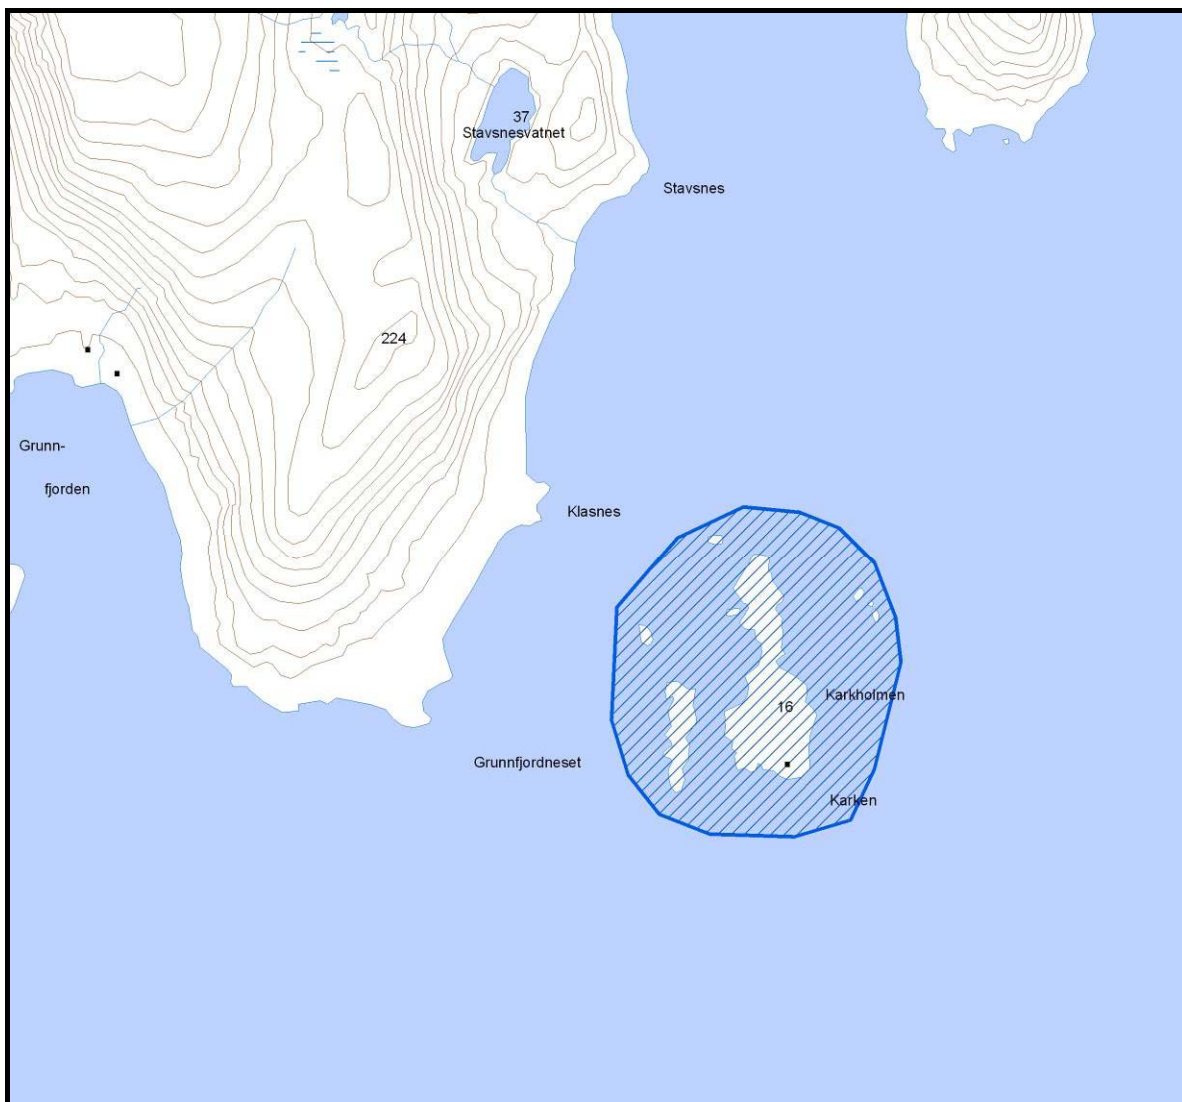 37
Stavsnesvatnet
Stavsnes
224
Grunn-
fjorden
Klasnes
Karkholmen
16
Grunnfjordneset
Karken